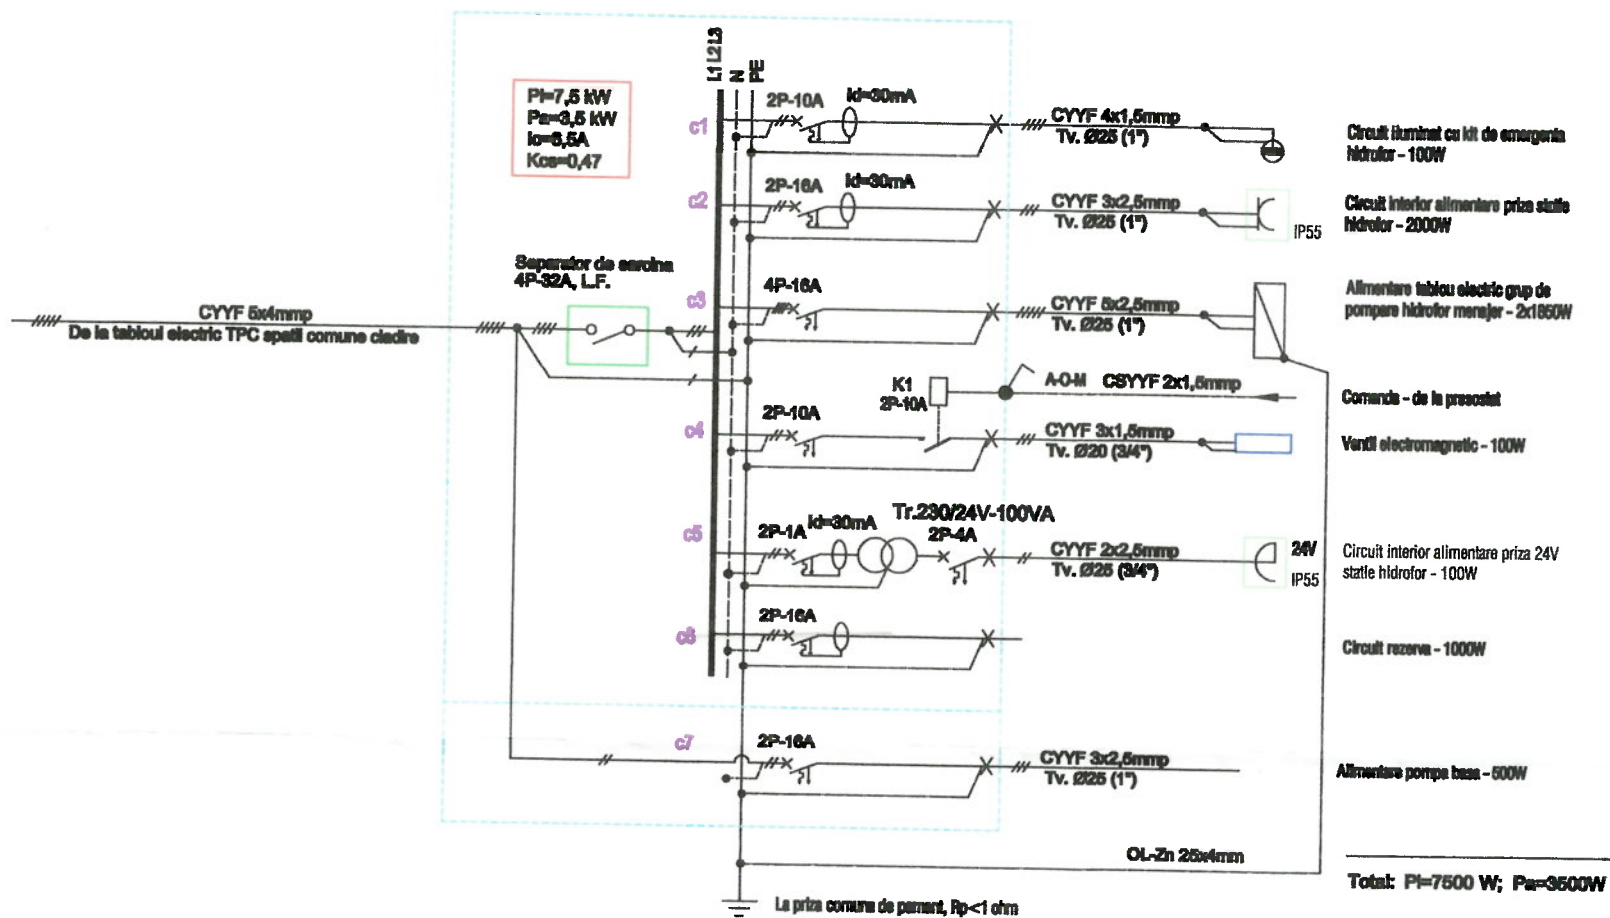 L1 L2 L3
N
PE
Pi=7,5 kW
Pa=3,5 kW
Ic=6,5A
Kcs=0,47
c1
2P-10A
Id=30mA
CYYF 4x1,5mmp
Tv. Ø25 (1")
Circuit iluminat cu kit de emergenta
hidrofor - 100W
c2
2P-16A
Id=30mA
CYYF 3x2,5mmp
Tv. Ø25 (1")
IP55
Circuit interior alimentare priza statie
hidrofor - 2000W
Separator de sarcina
4P-32A, L.F.
CYYF 5x4mmp
De la tabloul electric TPC spatii comune cladire
c3
4P-16A
CYYF 5x2,5mmp
Tv. Ø25 (1")
Alimentare tablou electric grup de
pompare hidrofor menajer - 2x1850W
K1
2P-10A
A-O-M
CSYYF 2x1,5mmp
Comanda - de la presostat
c4
2P-10A
CYYF 3x1,5mmp
Tv. Ø20 (3/4")
Ventil electromagnetic - 100W
c5
2P-1A
Id=30mA
Tr.230/24V-100VA
2P-4A
CYYF 2x2,5mmp
Tv. Ø25 (3/4")
24V
IP55
Circuit interior alimentare priza 24V
statie hidrofor - 100W
c6
2P-16A
Circuit rezerva - 1000W
c7
2P-16A
CYYF 3x2,5mmp
Tv. Ø25 (1")
Alimentare pompa basa - 500W
OL-Zn 25x4mm
Total: Pi=7500 W; Pa=3500W
La priza comuna de pamant, Rp<1 ohm